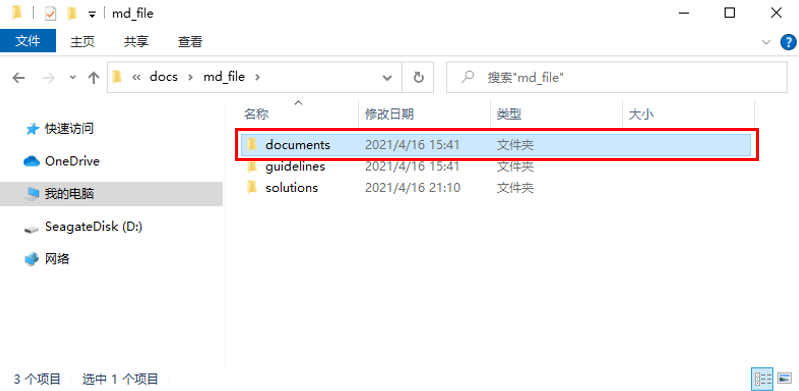 md_file
文件 主页 共享 查看
« docs › md_file › 搜索"md_file"
名称 修改日期 类型 大小
快速访问
OneDrive
我的电脑
SeagateDisk (D:)
网络
documents 2021/4/16 15:41 文件夹
guidelines 2021/4/16 15:41 文件夹
solutions 2021/4/16 21:10 文件夹
3 个项目 选中 1 个项目